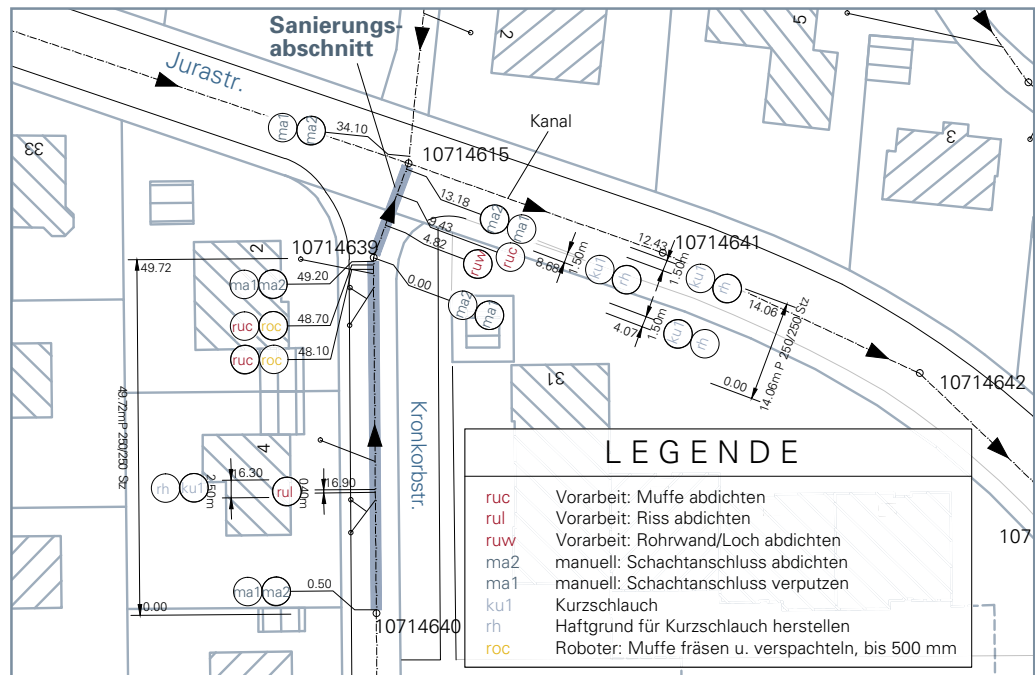 Sanierungs-
abschnitt
Jurastr.
2
5
33
3
ma1 ma2 34.10
10714615
Kanal
13.18
ma2 ma1
9.43
4.82
ruw ruc
8.68
1.50m
ku1 rh
12.43
10714641
1.50m
ku1 rh
14.06
4.07
1.50m
ku1 rh
0.00
14.06m P 250/250 Stz
10714642
10714639
2
49.72
ma1 ma2 49.20
ruc roc 48.70
ruc roc 48.10
0.00
ma2 ma1
31
49.72mP 250/250 Sz
Kronkorbstr.
4
rh ku1
16.30
2.50m
rul
0.40m
16.90
ma1 ma2 0.50
0.00
10714640
107
LEGENDE
ruc Vorarbeit: Muffe abdichten
rul Vorarbeit: Riss abdichten
ruw Vorarbeit: Rohrwand/Loch abdichten
ma2 manuell: Schachtanschluss abdichten
ma1 manuell: Schachtanschluss verputzen
ku1 Kurzschlauch
rh Haftgrund für Kurzschlauch herstellen
roc Roboter: Muffe fräsen u. verspachteln, bis 500 mm